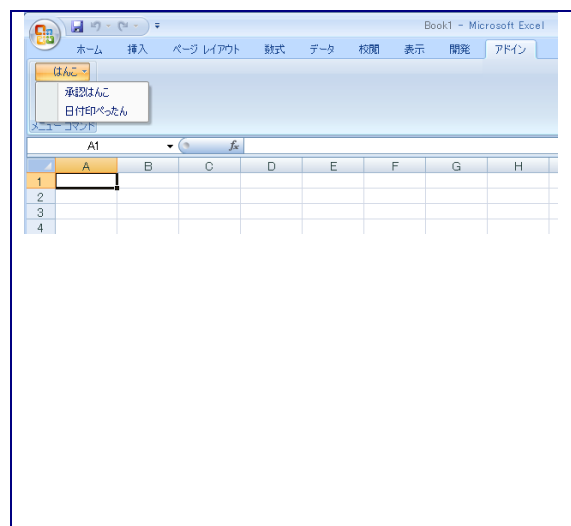 Book1 - Microsoft Excel
ホーム 挿入 ページ レイアウト 数式 データ 校閲 表示 開発 アドイン
はんこ
承認はんこ
日付印ぺったん
メニュー コマンド
A1 fx
A B C D E F G H
1
2
3
4